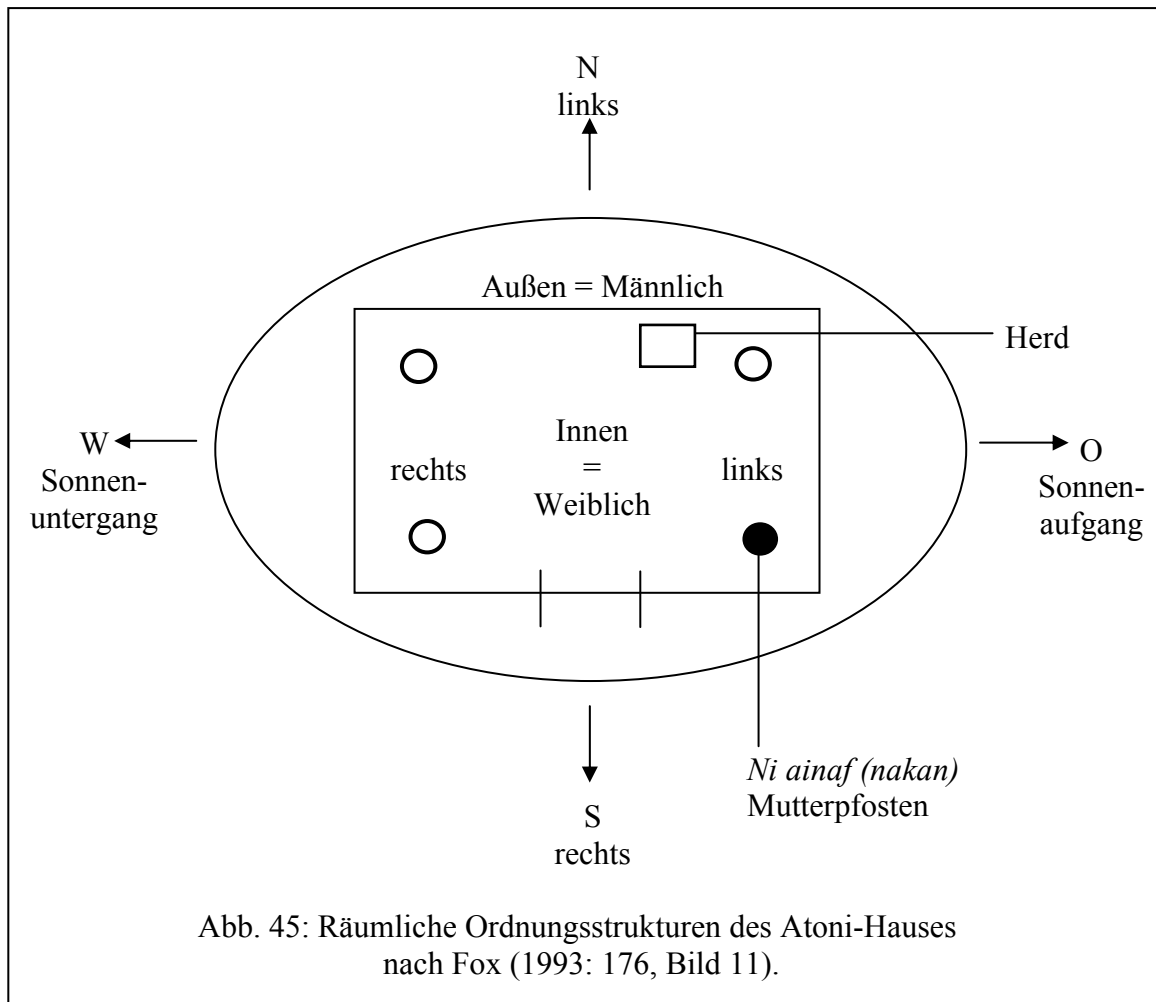 N
links
Außen = Männlich
Herd
Innen
=
Weiblich
rechts
links
W
Sonnen-
untergang
O
Sonnen-
aufgang
Ni ainaf (nakan)
Mutterpfosten
S
rechts
Abb. 45: Räumliche Ordnungsstrukturen des Atoni-Hauses
nach Fox (1993: 176, Bild 11).